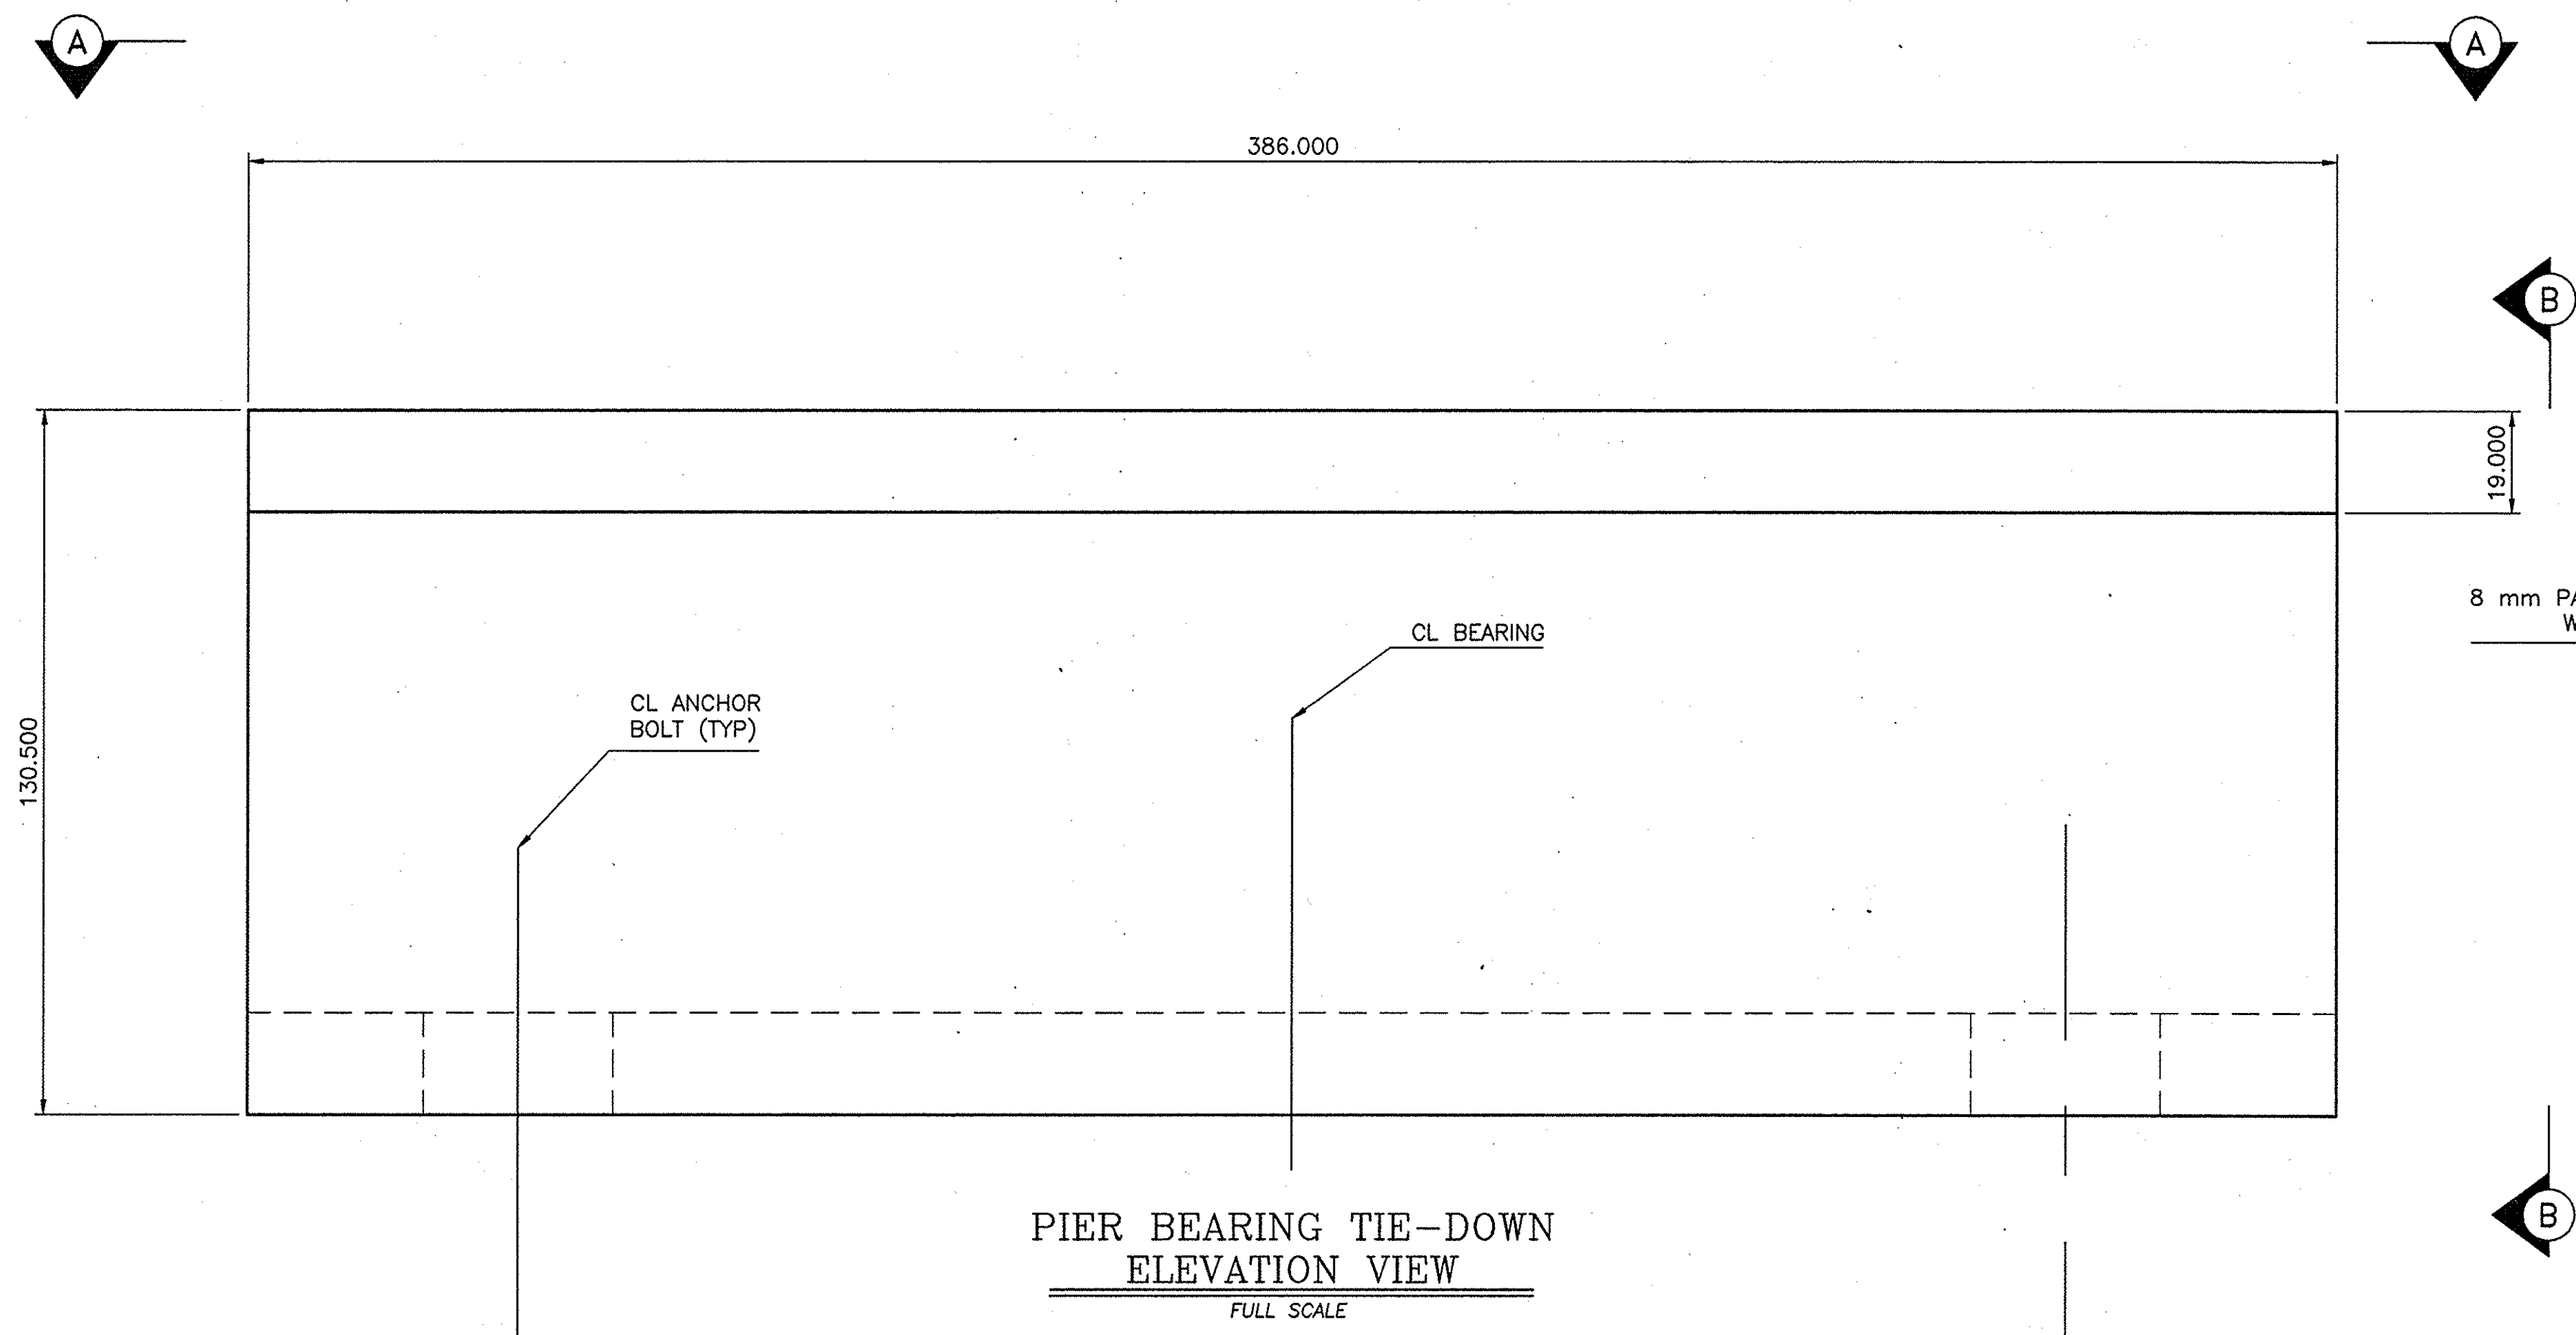 A
A
386.000
B
19.000
8 mm PA
W
CL BEARING
CL ANCHOR
BOLT (TYP)
130.500
B
PIER BEARING TIE-DOWN
ELEVATION VIEW
FULL SCALE